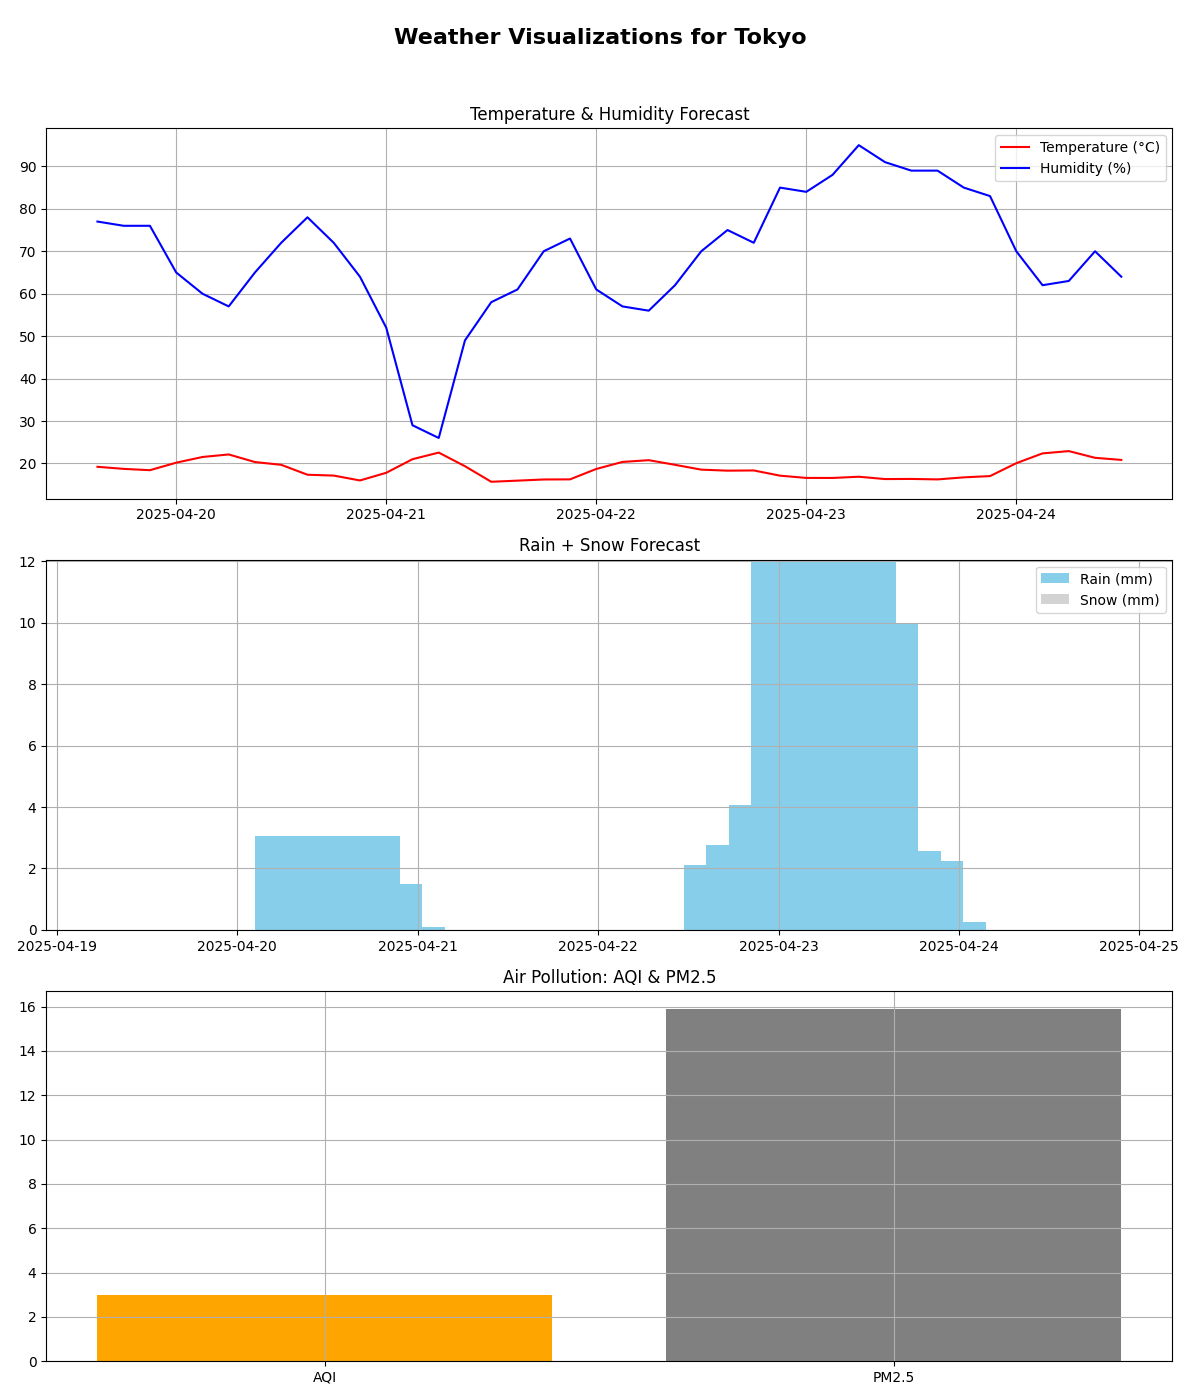 Weather Visualizations for Tokyo
Temperature & Humidity Forecast
Temperature (°C)
Humidity (%)
90
80
70
60
50
40
30
20
2025-04-20 2025-04-21 2025-04-22 2025-04-23 2025-04-24
Rain + Snow Forecast
Rain (mm)
Snow (mm)
12
10
8
6
4
2
0
2025-04-19 2025-04-20 2025-04-21 2025-04-22 2025-04-23 2025-04-24 2025-04-25
Air Pollution: AQI & PM2.5
16
14
12
10
8
6
4
2
0
AQI PM2.5